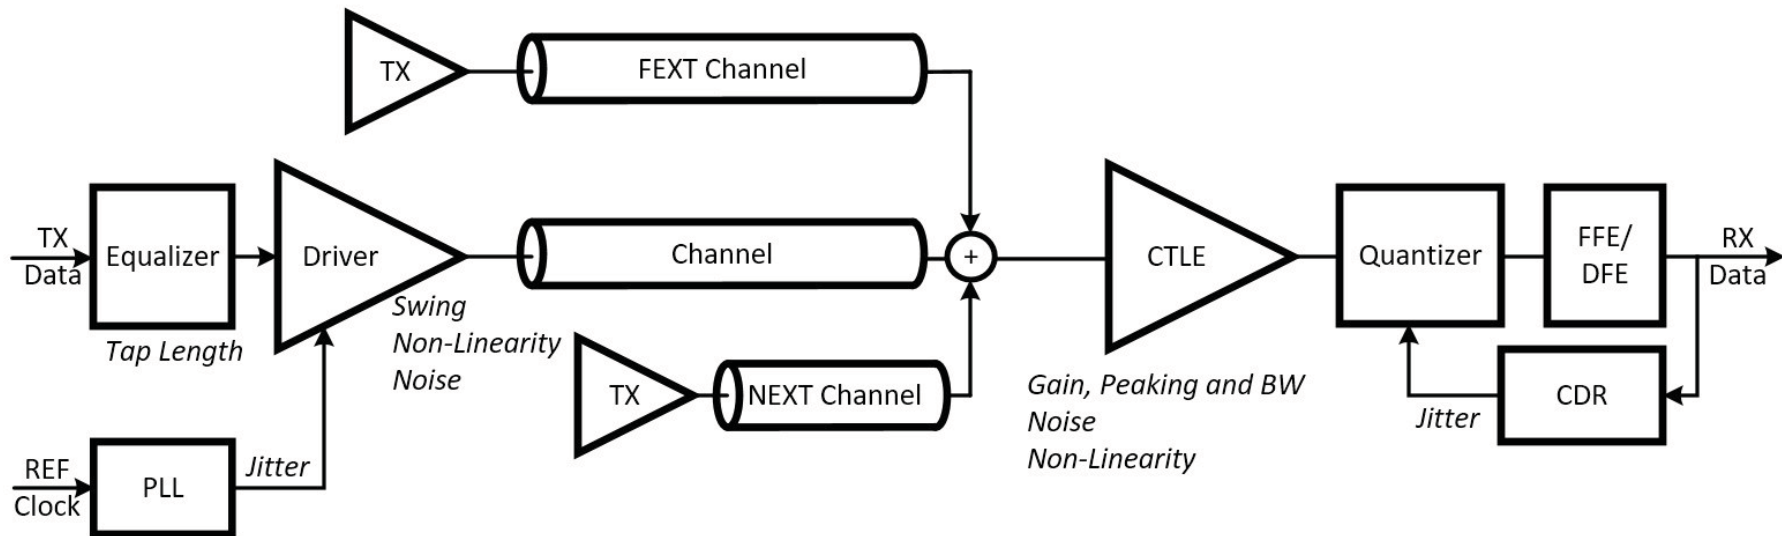 TX
FEXT Channel
TX
Data
Equalizer
Tap Length
Driver
Swing
Non-Linearity
Noise
Channel
+
TX
NEXT Channel
CTLE
Gain, Peaking and BW
Noise
Non-Linearity
Quantizer
FFE/
DFE
RX
Data
CDR
Jitter
REF
Clock
PLL
Jitter